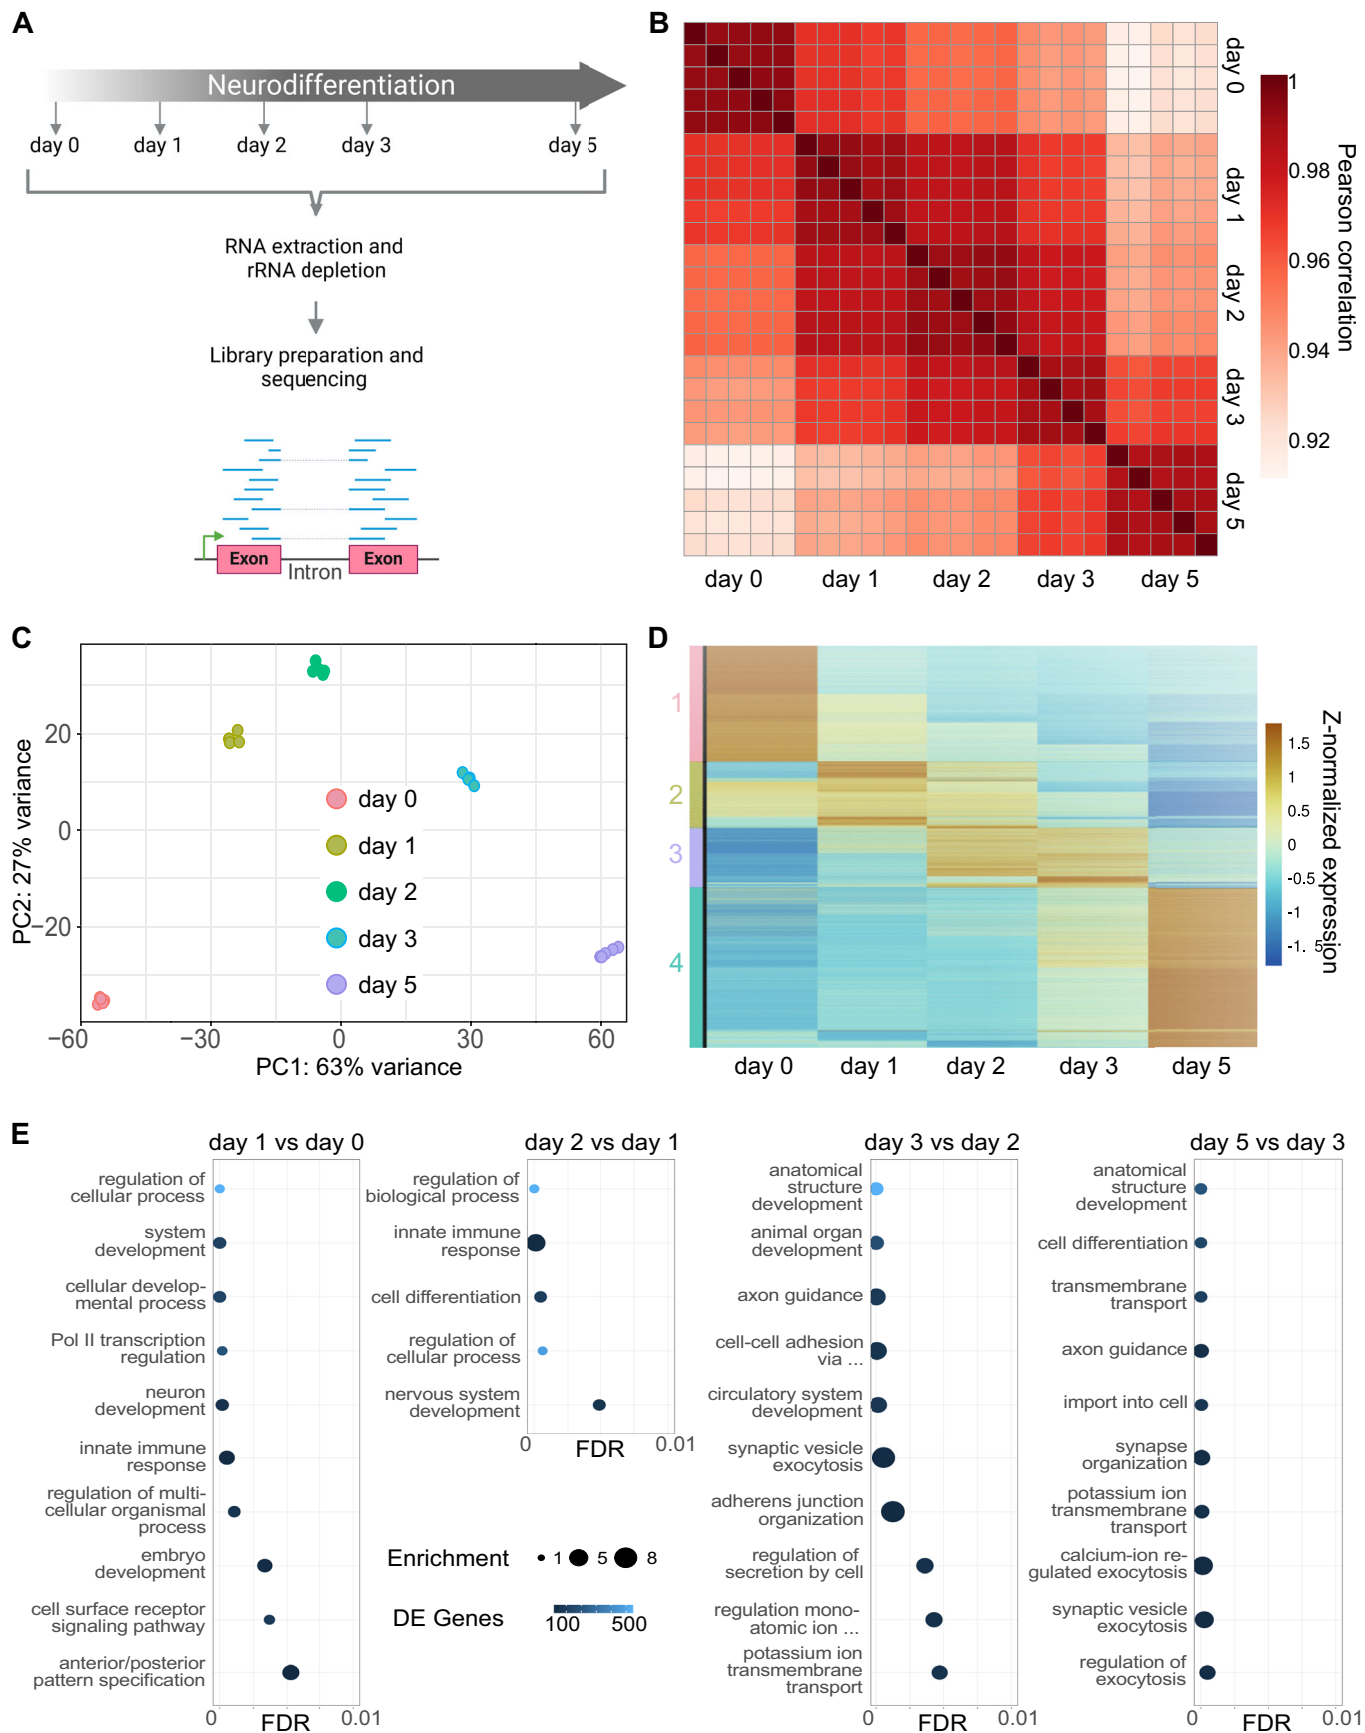 A
Neurodifferentiation
day 0
day 1
day 2
day 3
day 5
RNA extraction and
rRNA depletion
Library preparation and
sequencing
Exon
Intron
Exon
B
day 0
day 1
day 2
day 3
day 5
day 0
day 1
day 2
day 3
day 5
1
0.98
0.96
0.94
0.92
Pearson correlation
C
PC2: 27% variance
20
0
−20
−60
−30
0
30
60
PC1: 63% variance
day 0
day 1
day 2
day 3
day 5
D
1
2
3
4
day 0
day 1
day 2
day 3
day 5
1.5
1
0.5
0
-0.5
-1
-1. 5
Z-normalized expression
E
day 1 vs day 0
regulation of
cellular process
system
development
cellular develop-
mental process
Pol II transcription
regulation
neuron
development
innate immune
response
regulation of multi-
cellular organismal
process
embryo
development
cell surface receptor
signaling pathway
anterior/posterior
pattern specification
0
FDR
0.01
day 2 vs day 1
regulation of
biological process
innate immune
response
cell differentiation
regulation of
cellular process
nervous system
development
0
FDR
0.01
Enrichment
1
5
8
DE Genes
100
500
day 3 vs day 2
anatomical
structure
development
animal organ
development
axon guidance
cell-cell adhesion
via ...
circulatory system
development
synaptic vesicle
exocytosis
adherens junction
organization
regulation of
secretion by cell
regulation mono-
atomic ion ...
potassium ion
transmembrane
transport
0
FDR
0.01
day 5 vs day 3
anatomical
structure
development
cell differentiation
transmembrane
transport
axon guidance
import into cell
synapse
organization
potassium ion
transmembrane
transport
calcium-ion re-
gulated exocytosis
synaptic vesicle
exocytosis
regulation of
exocytosis
0
FDR
0.01